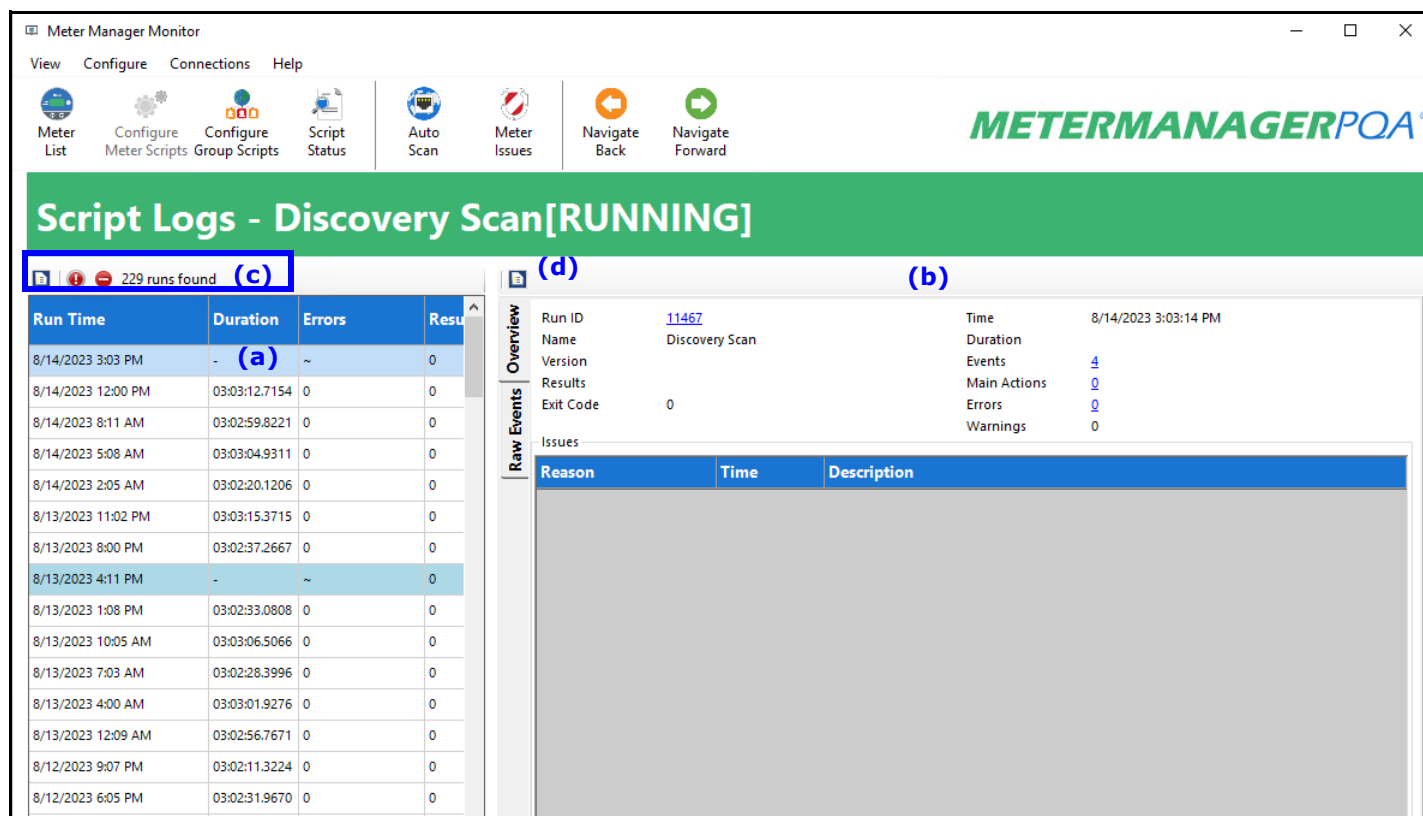 Meter Manager Monitor
View Configure Connections Help
Meter List
Configure Meter Scripts
Configure Group Scripts
Script Status
Auto Scan
Meter Issues
Navigate Back
Navigate Forward
METERMANAGERPQA
Script Logs - Discovery Scan[RUNNING]
229 runs found (c)
(d)
(b)
Run Time Duration Errors Resu
8/14/2023 3:03 PM - (a) ~ 0
8/14/2023 12:00 PM 03:03:12.7154 0 0
8/14/2023 8:11 AM 03:02:59.8221 0 0
8/14/2023 5:08 AM 03:03:04.9311 0 0
8/14/2023 2:05 AM 03:02:20.1206 0 0
8/13/2023 11:02 PM 03:03:15.3715 0 0
8/13/2023 8:00 PM 03:02:37.2667 0 0
8/13/2023 4:11 PM - ~ 0
8/13/2023 1:08 PM 03:02:33.0808 0 0
8/13/2023 10:05 AM 03:03:06.5066 0 0
8/13/2023 7:03 AM 03:02:28.3996 0 0
8/13/2023 4:00 AM 03:03:01.9276 0 0
8/13/2023 12:09 AM 03:02:56.7671 0 0
8/12/2023 9:07 PM 03:02:11.3224 0 0
8/12/2023 6:05 PM 03:02:31.9670 0 0
Overview
Raw Events
Run ID 11467
Name Discovery Scan
Version
Results
Exit Code 0
Time 8/14/2023 3:03:14 PM
Duration
Events 4
Main Actions 0
Errors 0
Warnings 0
Issues
Reason Time Description